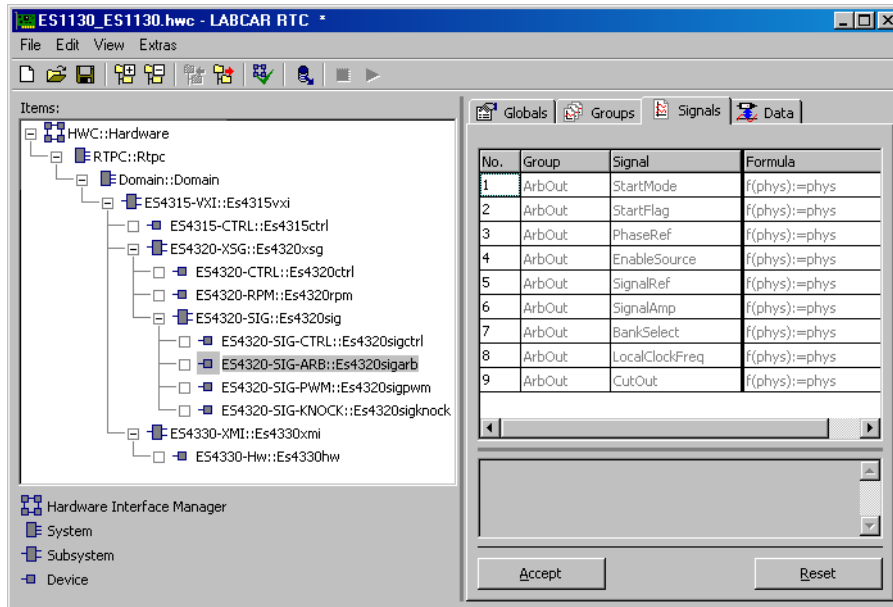 ES1130_ES1130.hwc - LABCAR RTC *
File Edit View Extras
Items:
HWC::Hardware
RTPC::Rtpc
Domain::Domain
ES4315-VXI::Es4315vxi
ES4315-CTRL::Es4315ctrl
ES4320-XSG::Es4320xsg
ES4320-CTRL::Es4320ctrl
ES4320-RPM::Es4320rpm
ES4320-SIG::Es4320sig
ES4320-SIG-CTRL::Es4320sigctrl
ES4320-SIG-ARB::Es4320sigarb
ES4320-SIG-PWM::Es4320sigpwm
ES4320-SIG-KNOCK::Es4320sigknock
ES4330-XMI::Es4330xmi
ES4330-Hw::Es4330hw
Hardware Interface Manager
System
Subsystem
Device
Globals Groups Signals Data
No. Group Signal Formula
1 ArbOut StartMode f(phys):=phys
2 ArbOut StartFlag f(phys):=phys
3 ArbOut PhaseRef f(phys):=phys
4 ArbOut EnableSource f(phys):=phys
5 ArbOut SignalRef f(phys):=phys
6 ArbOut SignalAmp f(phys):=phys
7 ArbOut BankSelect f(phys):=phys
8 ArbOut LocalClockFreq f(phys):=phys
9 ArbOut CutOut f(phys):=phys
Accept Reset